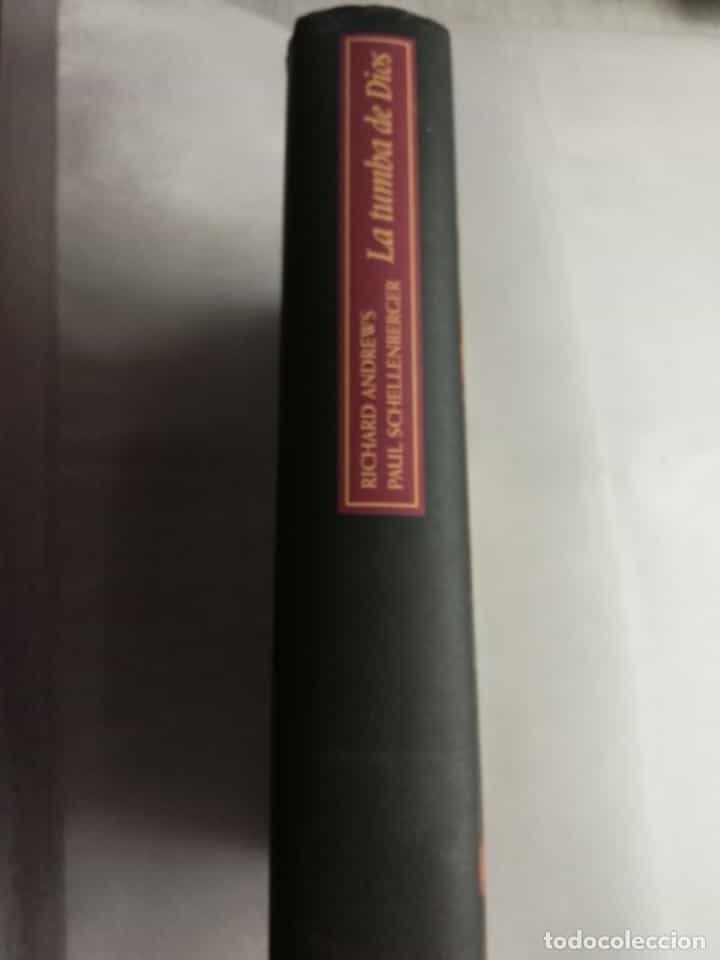 RICHARD ANDREWS
PAUL SCHELLENBERGER
La tumba de Dios
todocoleccion